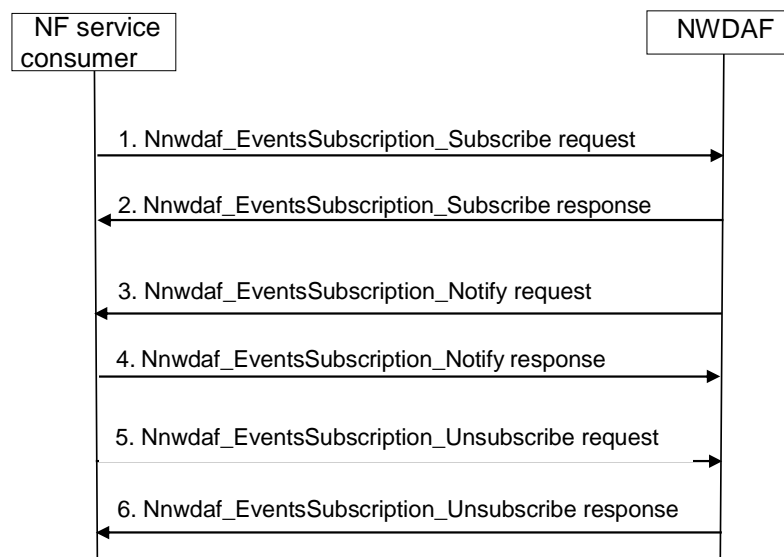 NF service
consumer
NWDAF
1. Nnwdaf_EventsSubscription_Subscribe request
2. Nnwdaf_EventsSubscription_Subscribe response
3. Nnwdaf_EventsSubscription_Notify request
4. Nnwdaf_EventsSubscription_Notify response
5. Nnwdaf_EventsSubscription_Unsubscribe request
6. Nnwdaf_EventsSubscription_Unsubscribe response